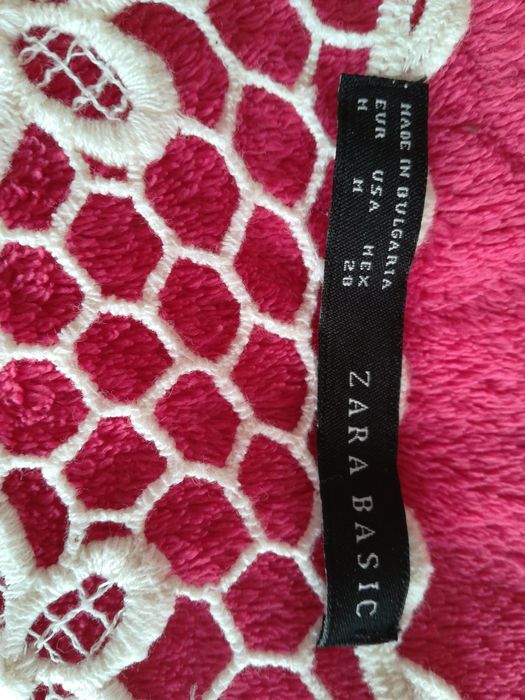 MADE IN BULGARIA
EUR USA MEX
M M 28
ZARA BASIC